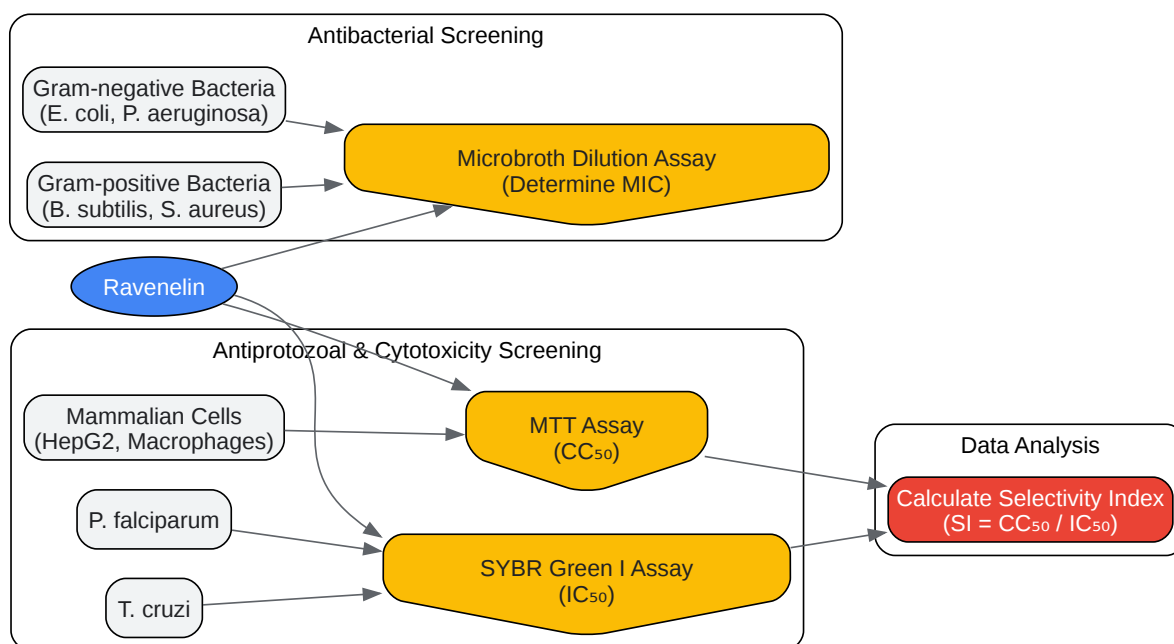 Antibacterial Screening
Gram-negative Bacteria
(E. coli, P. aeruginosa)
Microbroth Dilution Assay
(Determine MIC)
Gram-positive Bacteria
(B. subtilis, S. aureus)
Ravenelin
Antiprotozoal & Cytotoxicity Screening
Mammalian Cells
(HepG2, Macrophages)
MTT Assay
(CC₅₀)
P. falciparum
SYBR Green I Assay
(IC₅₀)
T. cruzi
Data Analysis
Calculate Selectivity Index
(SI = CC₅₀ / IC₅₀)